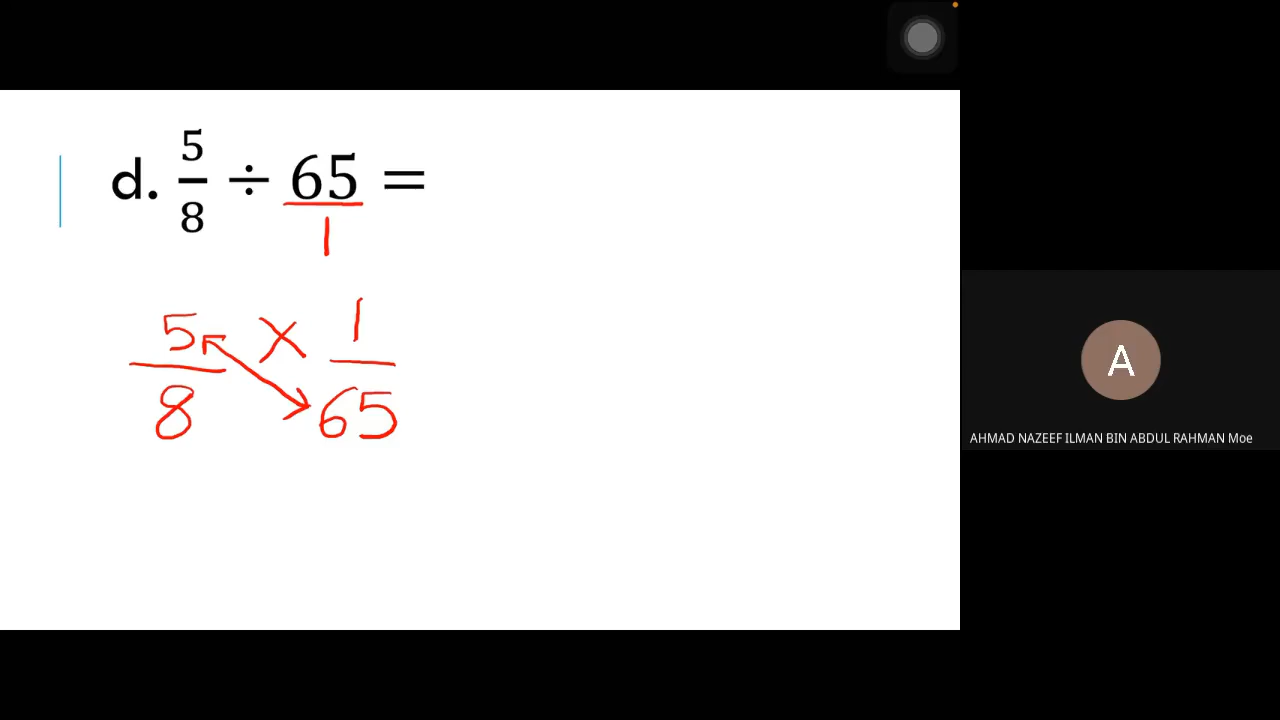 d. 5/8 ÷ 65 =
1
5/8 × 1/65
A
AHMAD NAZEEF ILMAN BIN ABDUL RAHMAN Moe